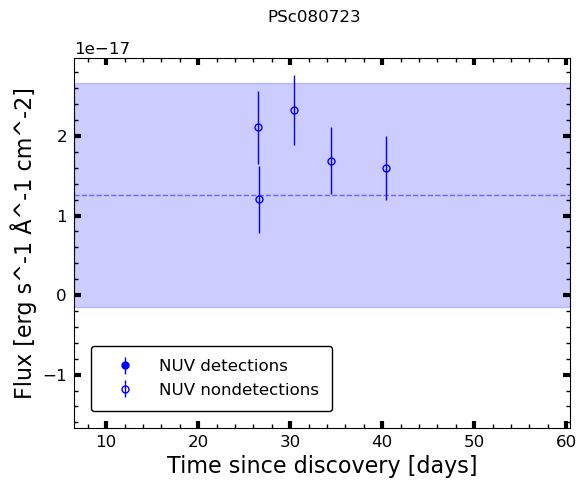 PSc080723
1e−17
Flux [erg s^-1 Å^-1 cm^-2]
2
1
0
−1
NUV detections
NUV nondetections
10 20 30 40 50 60
Time since discovery [days]